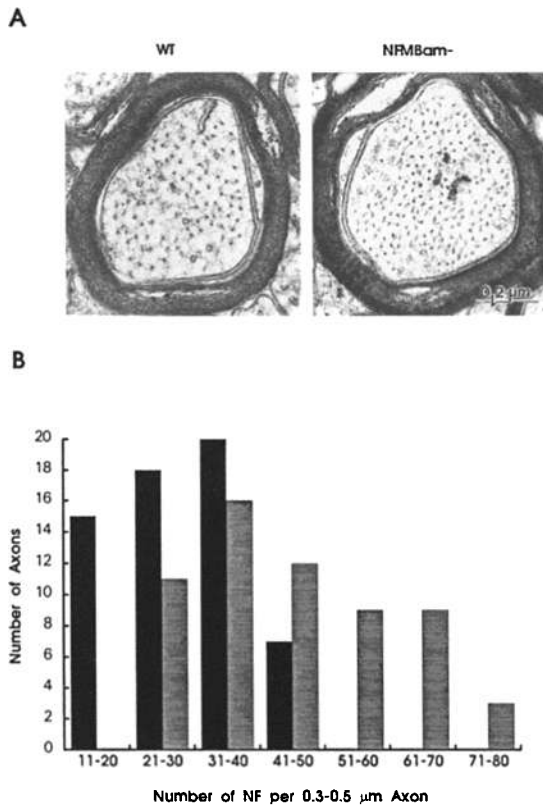 A
WT
NFMBam-
0,2 µm
B
Number of Axons
20
18
16
14
12
10
8
6
4
2
0
11-20 21-30 31-40 41-50 51-60 61-70 71-80
Number of NF per 0.3-0.5 µm Axon